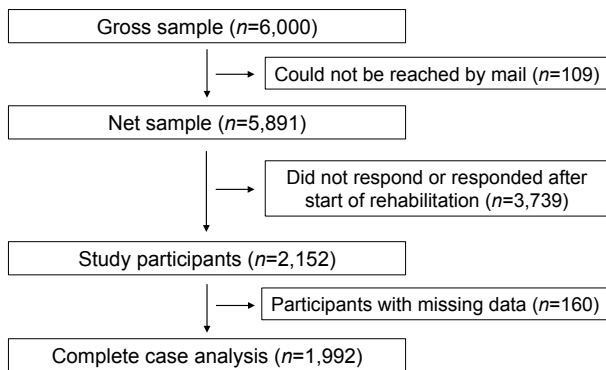 Gross sample (n=6,000)
Could not be reached by mail (n=109)
Net sample (n=5,891)
Did not respond or responded after
start of rehabilitation (n=3,739)
Study participants (n=2,152)
Participants with missing data (n=160)
Complete case analysis (n=1,992)